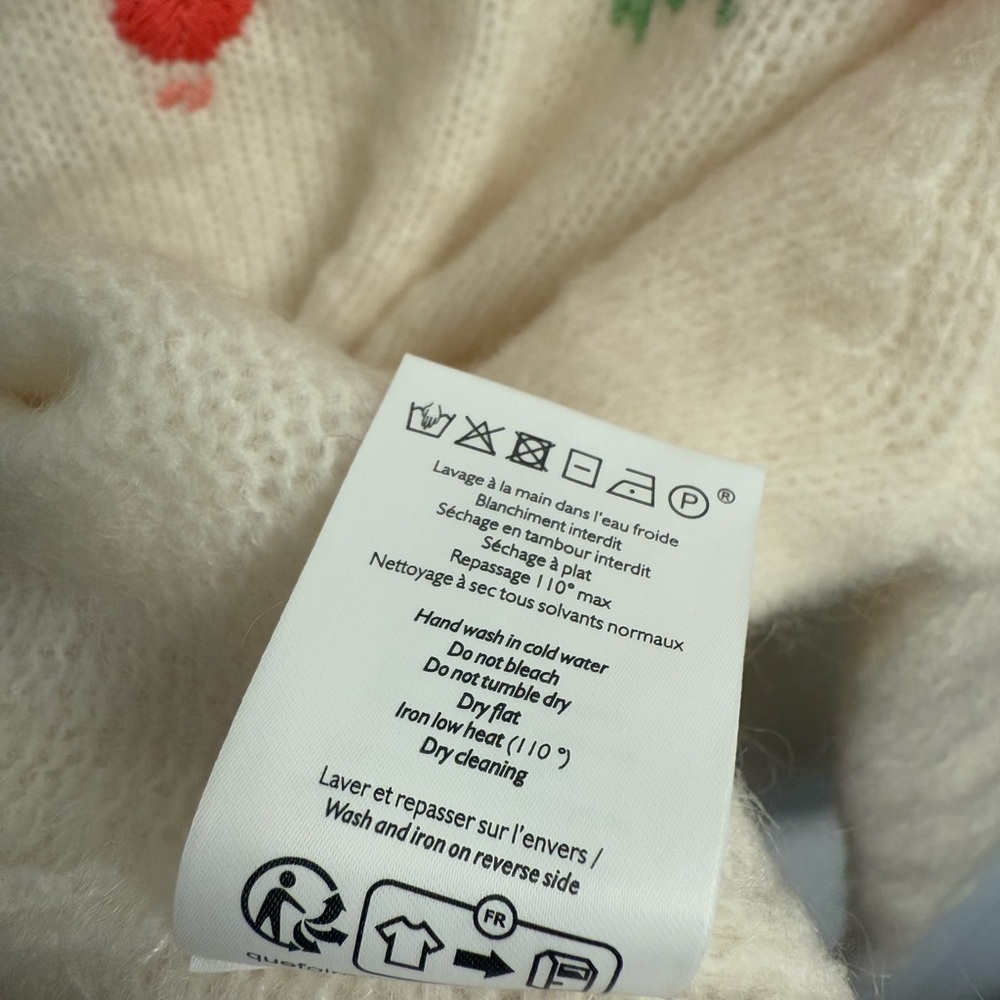 P ®
Lavage à la main dans l'eau froide
Blanchiment interdit
Séchage en tambour interdit
Séchage à plat
Repassage 110° max
Nettoyage à sec tous solvants normaux
Hand wash in cold water
Do not bleach
Do not tumble dry
Dry flat
Iron low heat (110 °)
Dry cleaning
Laver et repasser sur l'envers /
Wash and iron on reverse side
FR